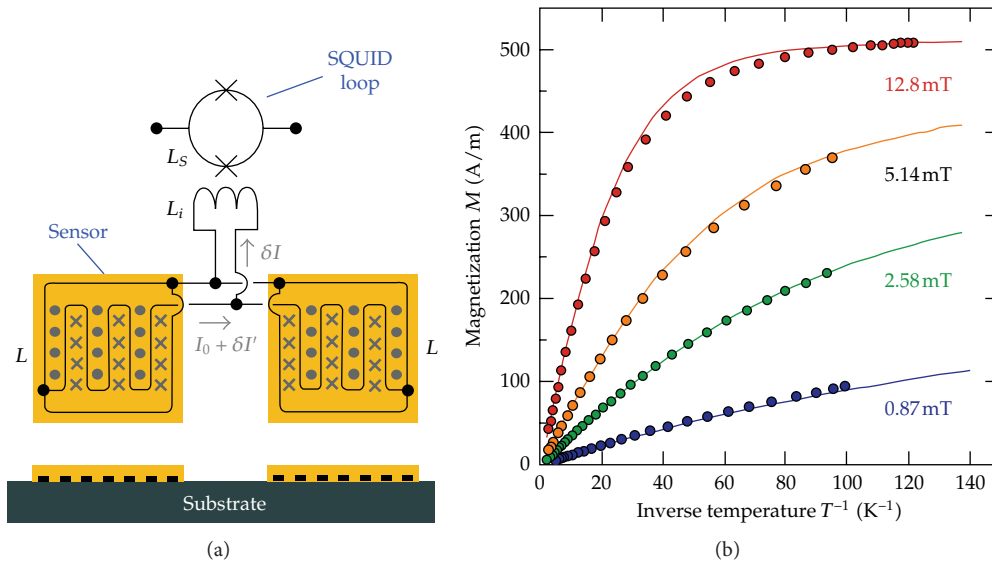 SQUID
loop
L_S
L_i
δI
Sensor
I_0 + δI′
L
L
Substrate
(a)
Magnetization M (A/m)
500
400
300
200
100
0
12.8 mT
5.14 mT
2.58 mT
0.87 mT
0 20 40 60 80 100 120 140
Inverse temperature T⁻¹ (K⁻¹)
(b)